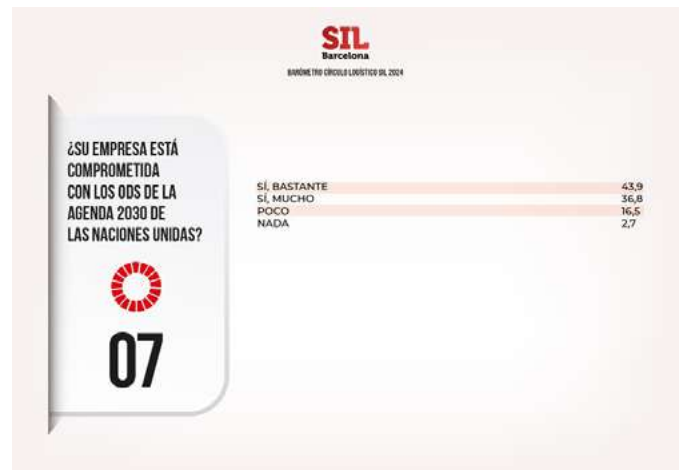 SIL
Barcelona
BARÓMETRO CÍRCULO LOGÍSTICO SIL 2024
¿SU EMPRESA ESTÁ
COMPROMETIDA
CON LOS ODS DE LA
AGENDA 2030 DE
LAS NACIONES UNIDAS?
07
SÍ, BASTANTE 43,9
SÍ, MUCHO 36,8
POCO 16,5
NADA 2,7